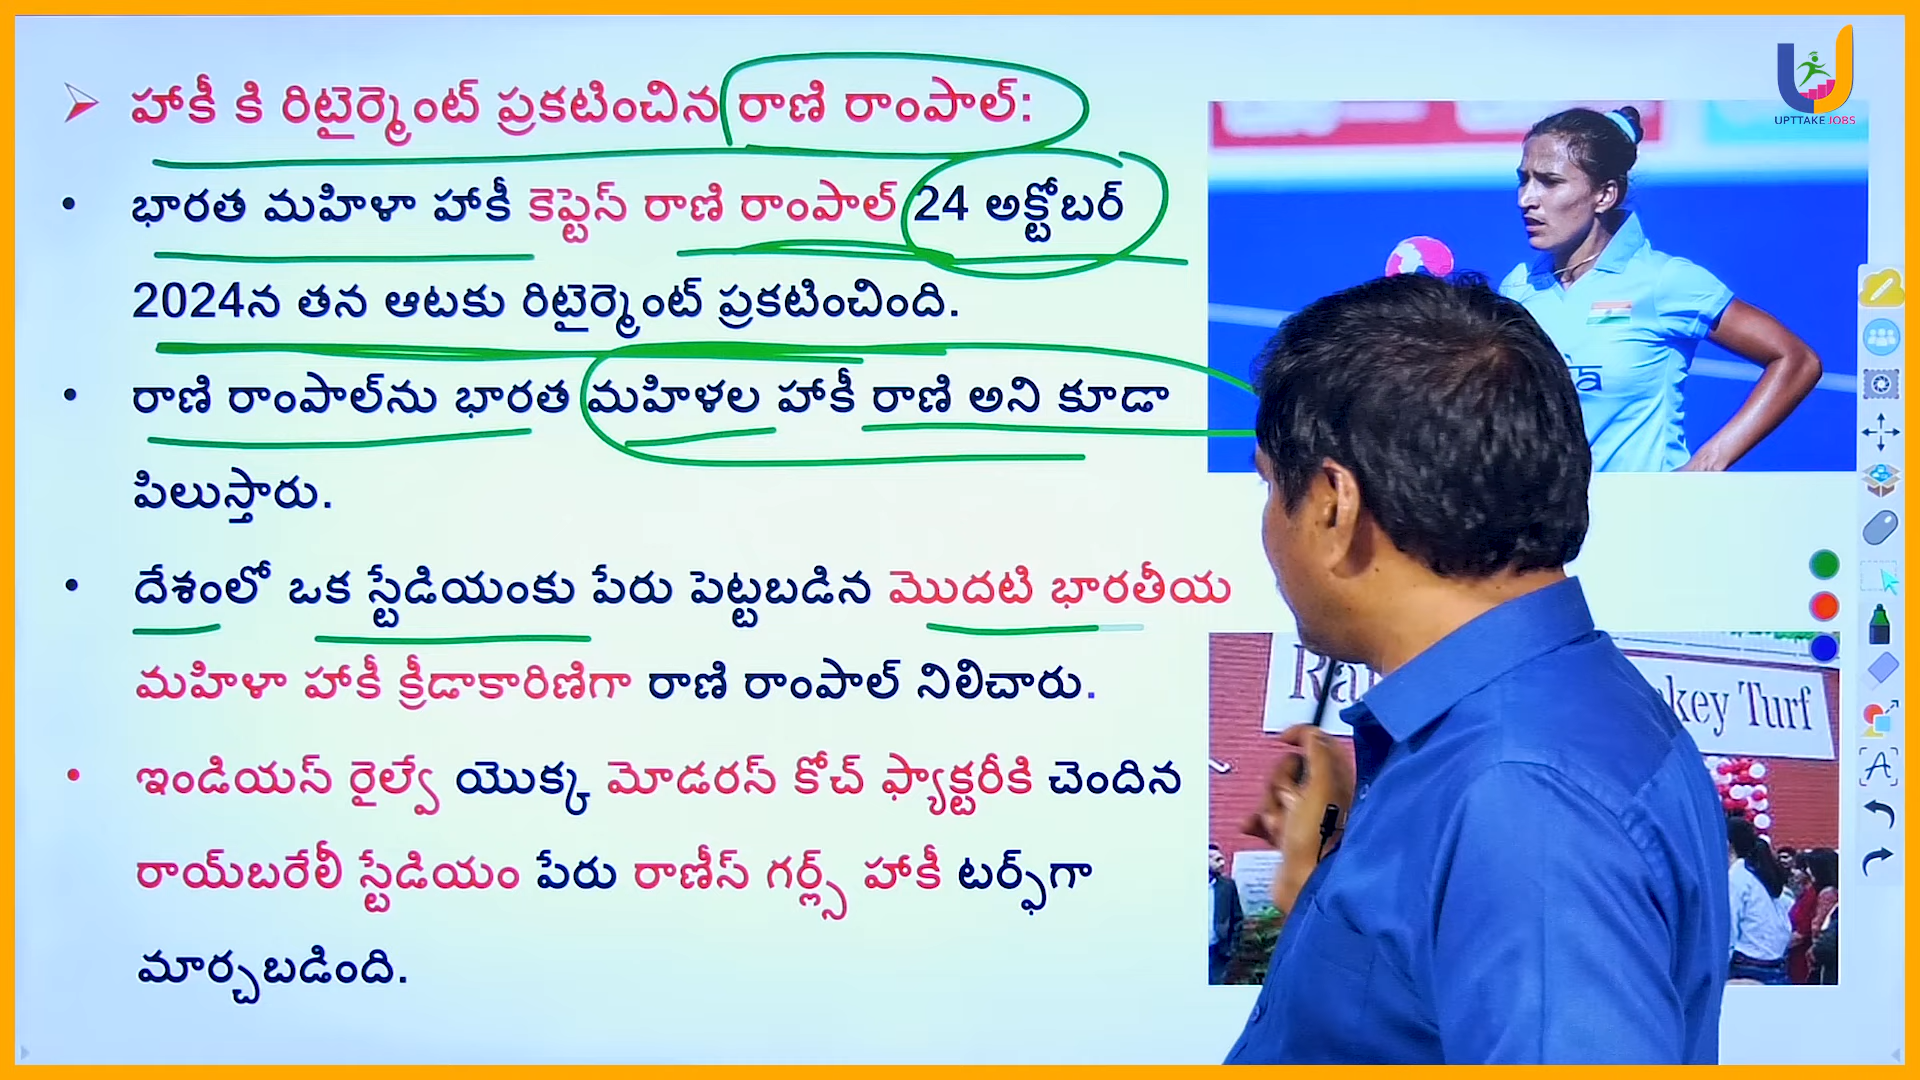 హాకీ కి రిటైర్మెంట్ ప్రకటించిన రాణి రాంపాల్:
భారత మహిళా హాకీ కెప్టెన్ రాణి రాంపాల్ 24 అక్టోబర్
2024న తన ఆటకు రిటైర్మెంట్ ప్రకటించింది.
రాణి రాంపాల్‌ను భారత మహిళల హాకీ రాణి అని కూడా
పిలుస్తారు.
దేశంలో ఒక స్టేడియంకు పేరు పెట్టబడిన మొదటి భారతీయ
మహిళా హాకీ క్రీడాకారిణిగా రాణి రాంపాల్ నిలిచారు.
ఇండియన్ రైల్వే యొక్క మోడరన్ కోచ్ ఫ్యాక్టరీకి చెందిన
రాయ్‌బరేలీ స్టేడియం పేరు రాణీస్ గర్ల్స్ హాకీ టర్ఫ్‌గా
మార్చబడింది.
UPTTAKE JOBS
key Turf